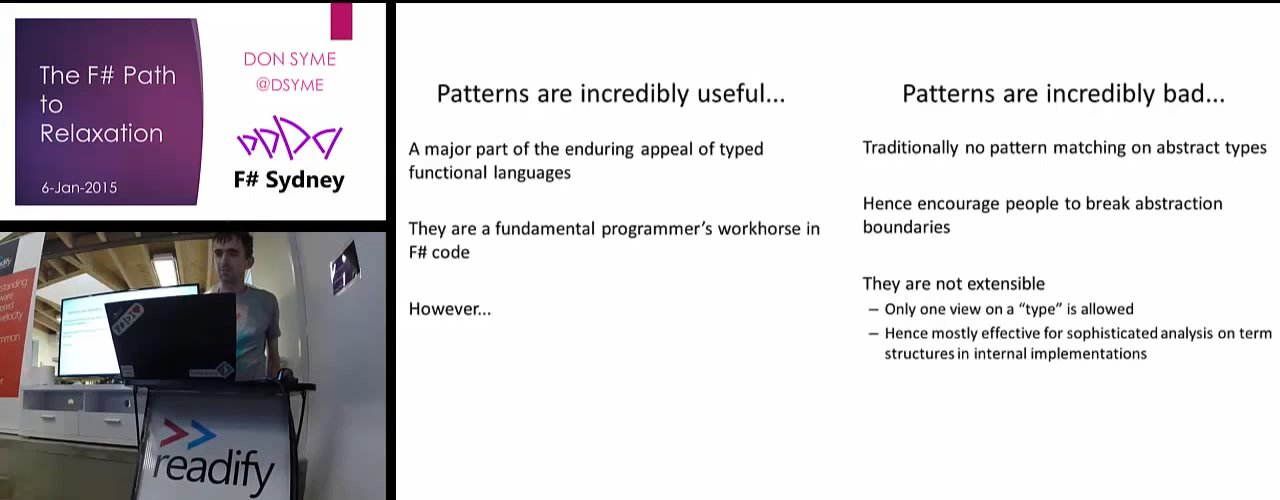 The F# Path
to
Relaxation
6-Jan-2015
DON SYME
@DSYME
F# Sydney
readify
Patterns are incredibly useful...
A major part of the enduring appeal of typed
functional languages
They are a fundamental programmer's workhorse in
F# code
However...
Patterns are incredibly bad...
Traditionally no pattern matching on abstract types
Hence encourage people to break abstraction
boundaries
They are not extensible
– Only one view on a “type” is allowed
– Hence mostly effective for sophisticated analysis on term
structures in internal implementations